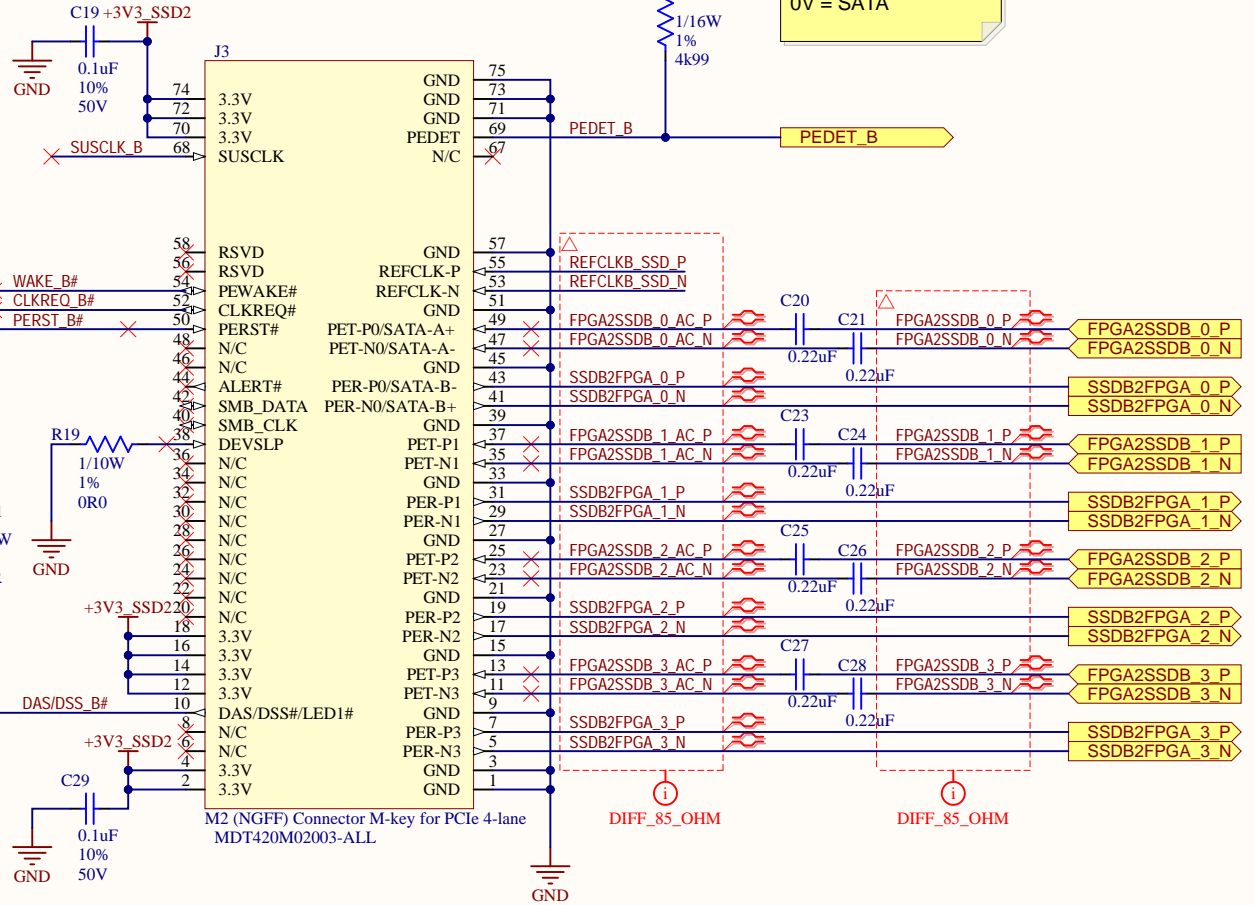 0V = SATA
C19
+3V3_SSD2
0.1uF
10%
50V
GND
1/16W
1%
4k99
J3
75 GND
74 3.3V
GND 73
72 3.3V
GND 71
70 3.3V
PEDET 69 PEDET_B
PEDET_B
SUSCLK_B 68 SUSCLK
N/C 67
58 RSVD
GND 57
56 RSVD
REFCLK-P 55 REFCLKB_SSD_P
WAKE_B# 54 PEWAKE#
REFCLK-N 53 REFCLKB_SSD_N
CLKREQ_B# 52 CLKREQ#
GND 51
C20
PERST_B# 50 PERST#
PET-P0/SATA-A+ 49 FPGA2SSDB_0_AC_P C21 FPGA2SSDB_0_P FPGA2SSDB_0_P
48 N/C
PET-N0/SATA-A- 47 FPGA2SSDB_0_AC_N 0.22uF FPGA2SSDB_0_N FPGA2SSDB_0_N
46 N/C
GND 45
0.22uF
44 ALERT#
PER-P0/SATA-B- 43 SSDB2FPGA_0_P SSDB2FPGA_0_P
42 SMB_DATA
PER-N0/SATA-B+ 41 SSDB2FPGA_0_N SSDB2FPGA_0_N
40 SMB_CLK
GND 39
C23
R19 38 DEVSLP
PET-P1 37 FPGA2SSDB_1_AC_P C24 FPGA2SSDB_1_P FPGA2SSDB_1_P
1/10W
1%
0R0
GND
36 N/C
PET-N1 35 FPGA2SSDB_1_AC_N 0.22uF FPGA2SSDB_1_N FPGA2SSDB_1_N
34 N/C
GND 33
0.22uF
32 N/C
PER-P1 31 SSDB2FPGA_1_P SSDB2FPGA_1_P
30 N/C
PER-N1 29 SSDB2FPGA_1_N SSDB2FPGA_1_N
W
28 N/C
GND 27
C25
26 N/C
PET-P2 25 FPGA2SSDB_2_AC_P C26 FPGA2SSDB_2_P FPGA2SSDB_2_P
24 N/C
PET-N2 23 FPGA2SSDB_2_AC_N 0.22uF FPGA2SSDB_2_N FPGA2SSDB_2_N
22 N/C
GND 21
0.22uF
+3V3_SSD2
20 N/C
PER-P2 19 SSDB2FPGA_2_P SSDB2FPGA_2_P
18 3.3V
PER-N2 17 SSDB2FPGA_2_N SSDB2FPGA_2_N
16 3.3V
GND 15
C27
14 3.3V
PET-P3 13 FPGA2SSDB_3_AC_P C28 FPGA2SSDB_3_P FPGA2SSDB_3_P
12 3.3V
PET-N3 11 FPGA2SSDB_3_AC_N 0.22uF FPGA2SSDB_3_N FPGA2SSDB_3_N
DAS/DSS_B# 10 DAS/DSS#/LED1#
GND 9
0.22uF
8 N/C
PER-P3 7 SSDB2FPGA_3_P SSDB2FPGA_3_P
+3V3_SSD2
6 N/C
PER-N3 5 SSDB2FPGA_3_N SSDB2FPGA_3_N
4 3.3V
GND 3
C29
2 3.3V
GND 1
0.1uF
10%
50V
GND
M2 (NGFF) Connector M-key for PCIe 4-lane
MDT420M02003-ALL
i
DIFF_85_OHM
i
DIFF_85_OHM
GND